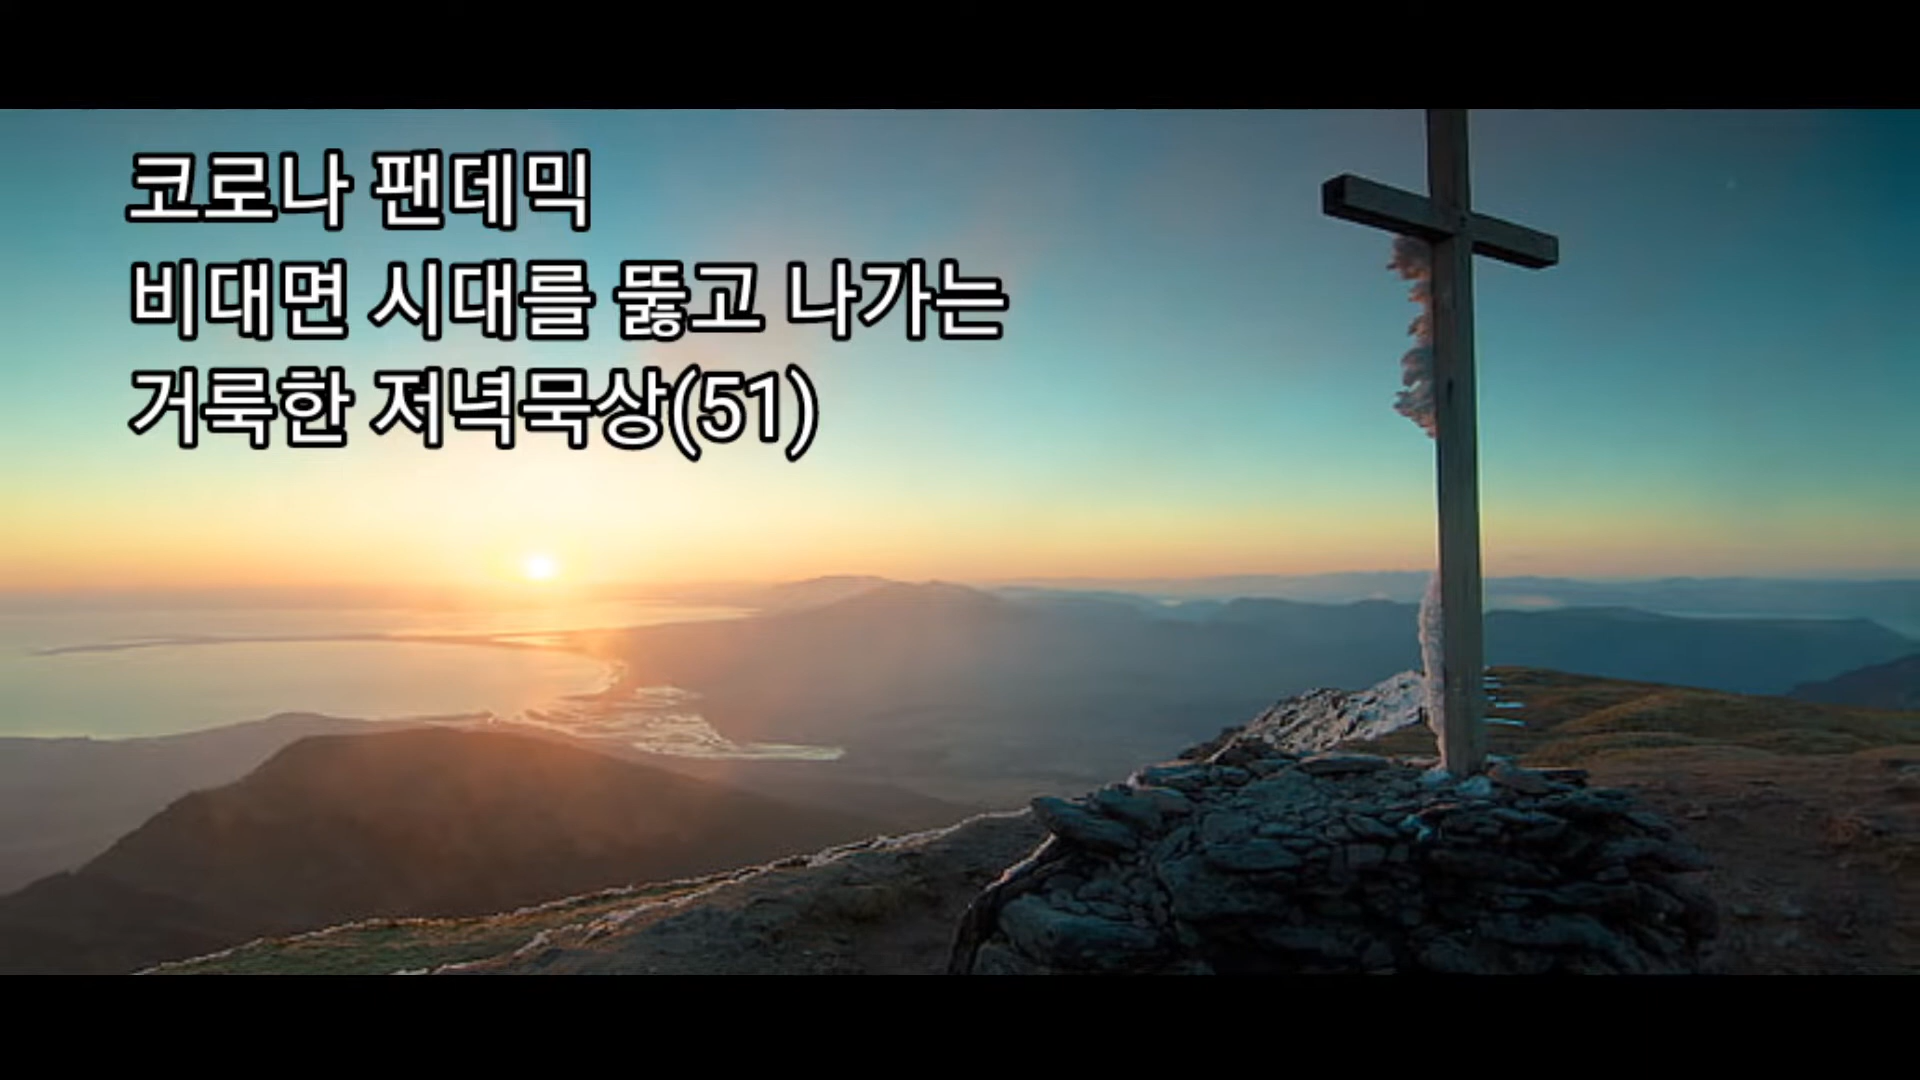 코로나 팬데믹
비대면 시대를 뚫고 나가는
거룩한 저녁묵상(51)